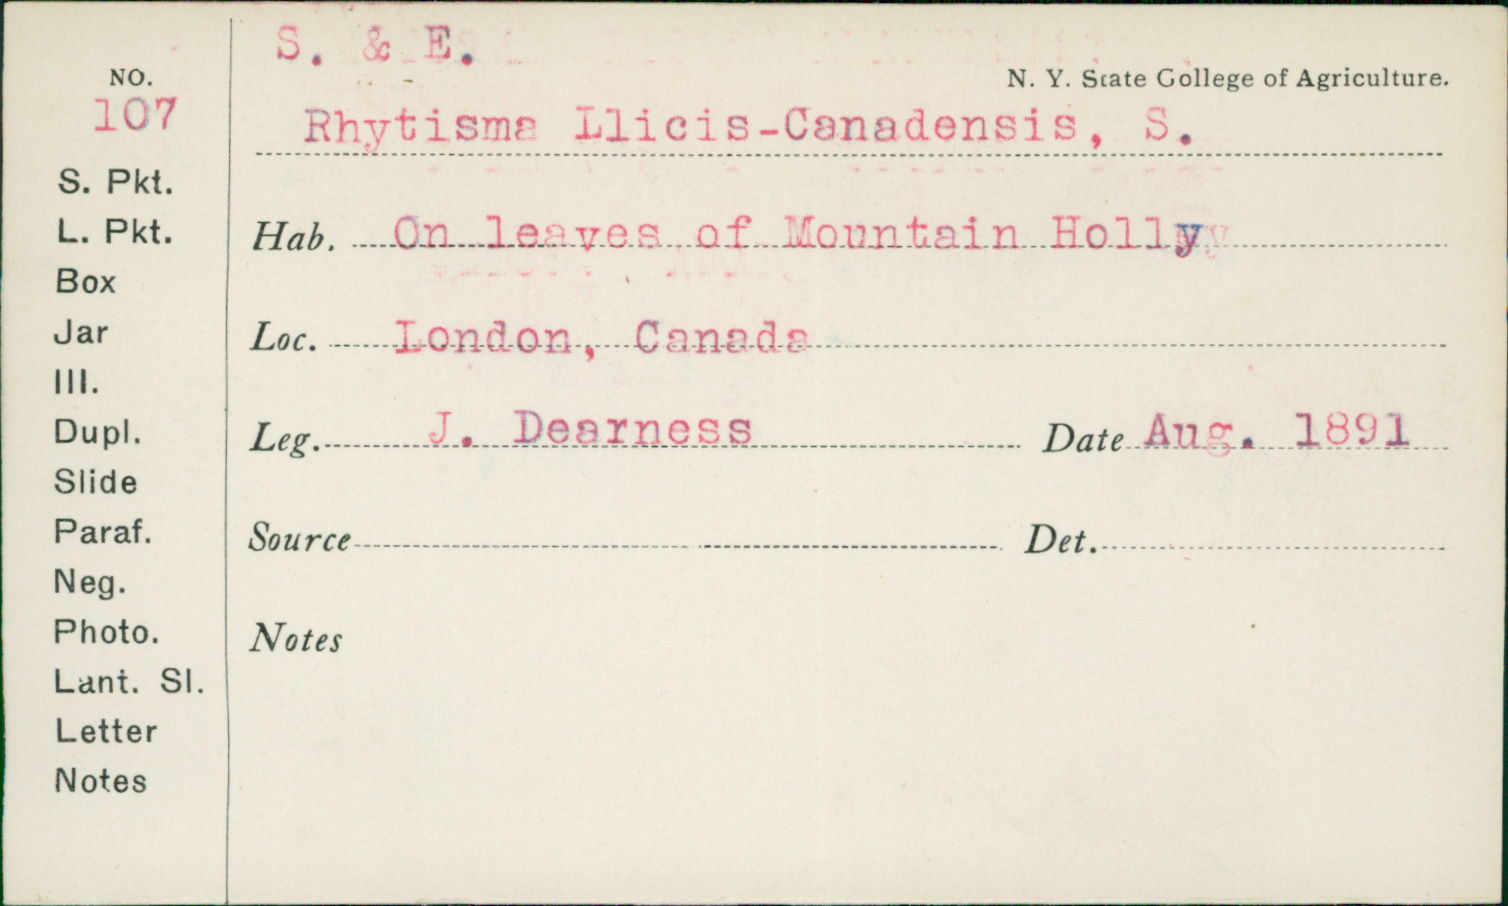 S. & E.
NO.
N. Y. State College of Agriculture.
107
Rhytisma Llicis-Canadensis, S.
S. Pkt.
L. Pkt.
Hab. On leaves of Mountain Holly
Box
Jar
Loc. London, Canada
Ill.
Dupl.
Leg. J. Dearness Date Aug. 1891
Slide
Paraf.
Source Det.
Neg.
Photo.
Notes
Lant. Sl.
Letter
Notes